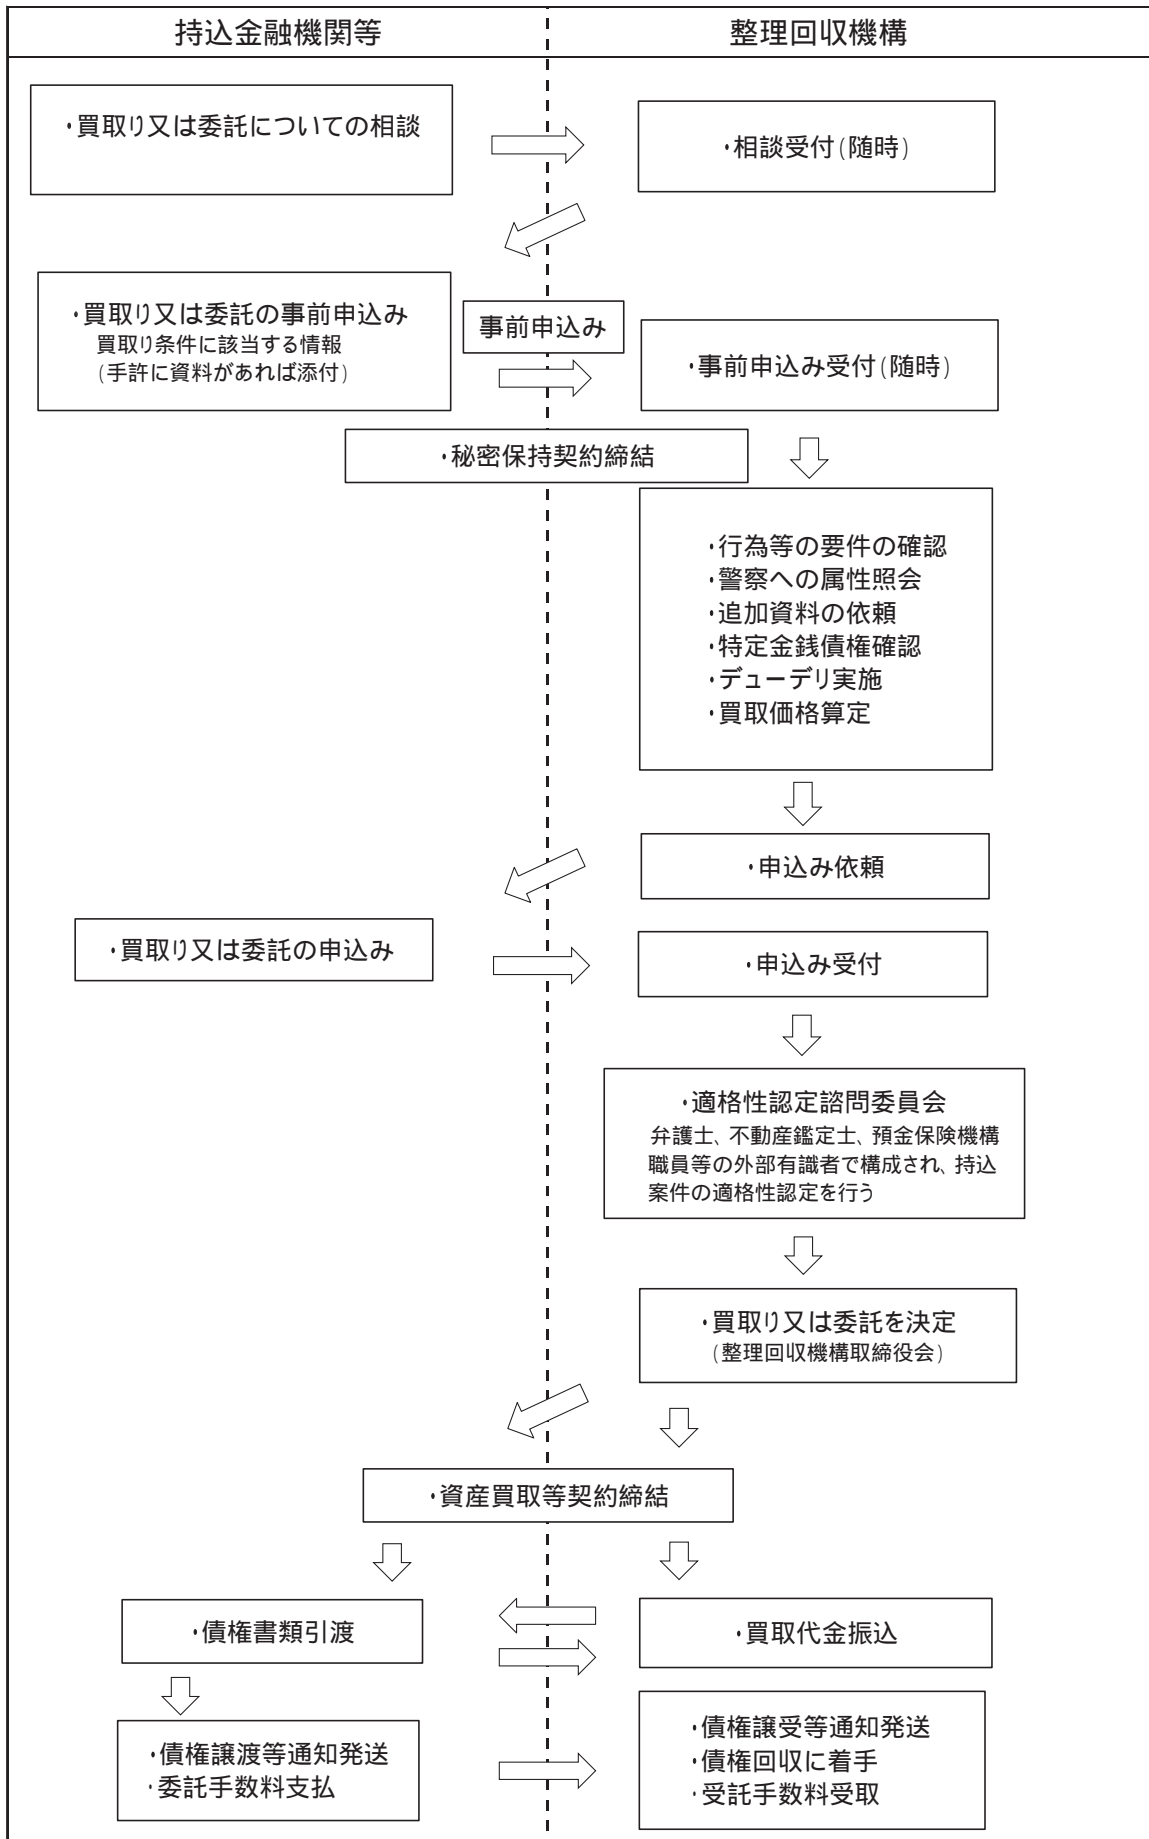 持込金融機関等
整理回収機構
・買取り又は委託についての相談
・相談受付(随時)
・買取り又は委託の事前申込み
買取り条件に該当する情報
(手許に資料があれば添付)
事前申込み
・事前申込み受付(随時)
・秘密保持契約締結
・行為等の要件の確認
・警察への属性照会
・追加資料の依頼
・特定金銭債権確認
・デューデリ実施
・買取価格算定
・申込み依頼
・買取り又は委託の申込み
・申込み受付
・適格性認定諮問委員会
弁護士、不動産鑑定士、預金保険機構
職員等の外部有識者で構成され、持込
案件の適格性認定を行う
・買取り又は委託を決定
(整理回収機構取締役会)
・資産買取等契約締結
・債権書類引渡
・買取代金振込
・債権譲渡等通知発送
・委託手数料支払
・債権譲受等通知発送
・債権回収に着手
・受託手数料受取